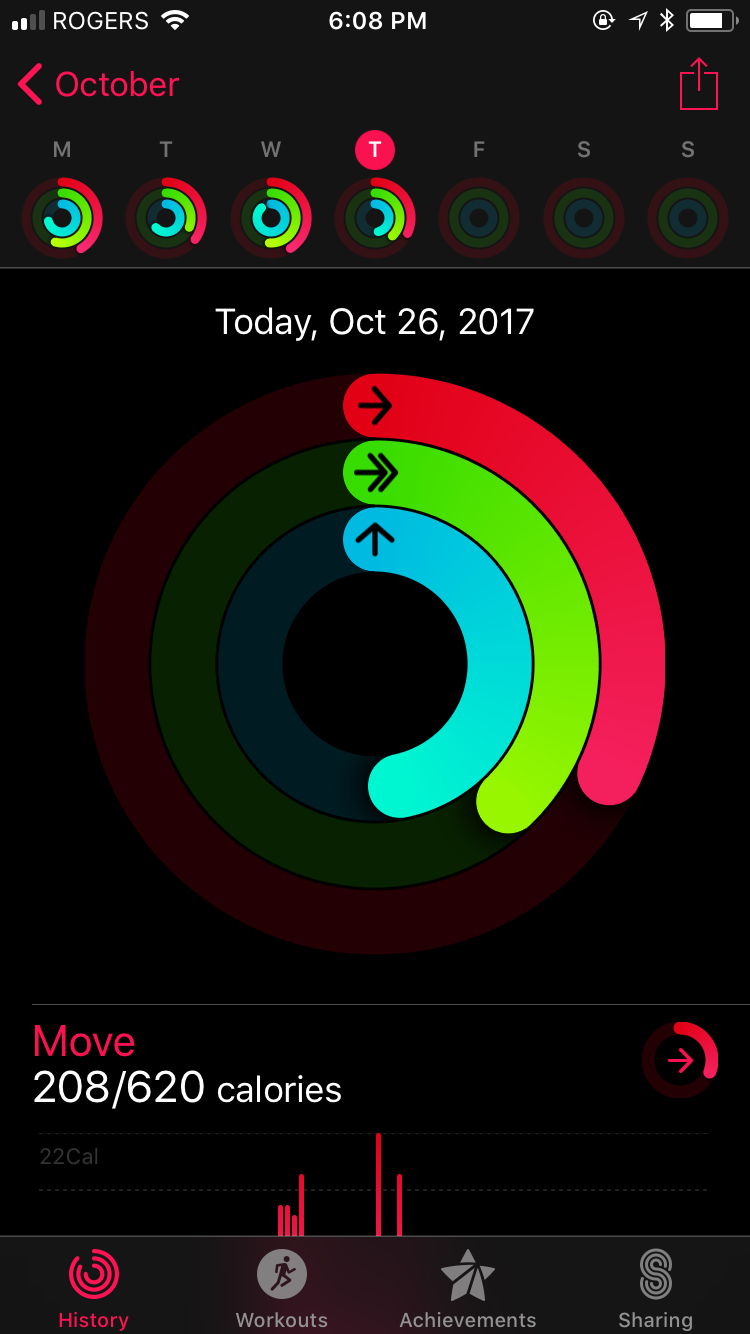 ROGERS 6:08 PM
October
M T W T F S S
Today, Oct 26, 2017
Move
208/620 calories
22Cal
History Workouts Achievements Sharing